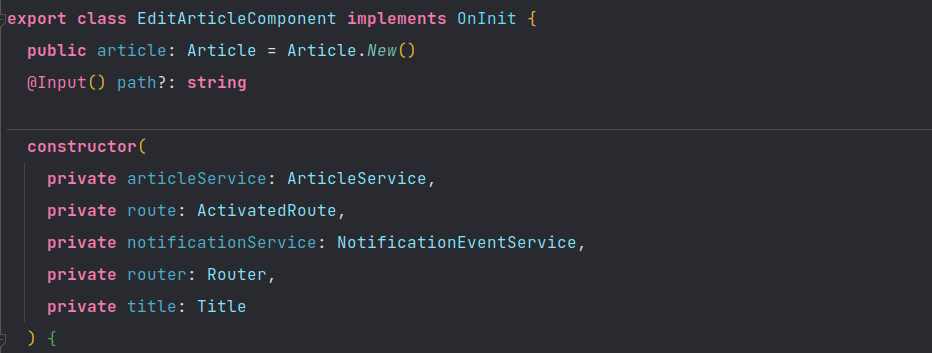 export class EditArticleComponent implements OnInit {
public article: Article = Article.New()
@Input() path?: string
constructor(
private articleService: ArticleService,
private route: ActivatedRoute,
private notificationService: NotificationEventService,
private router: Router,
private title: Title
) {